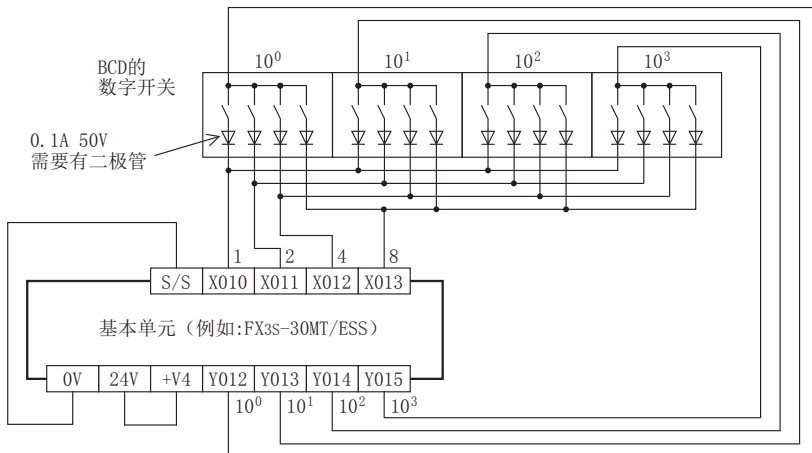 10⁰ 10¹ 10² 10³
BCD的
数字开关
0.1A 50V
需要有二极管
1 2 4 8
S/S X010 X011 X012 X013
基本单元（例如:FX3S-30MT/ESS）
0V 24V +V4 Y012 Y013 Y014 Y015
10⁰ 10¹ 10² 10³